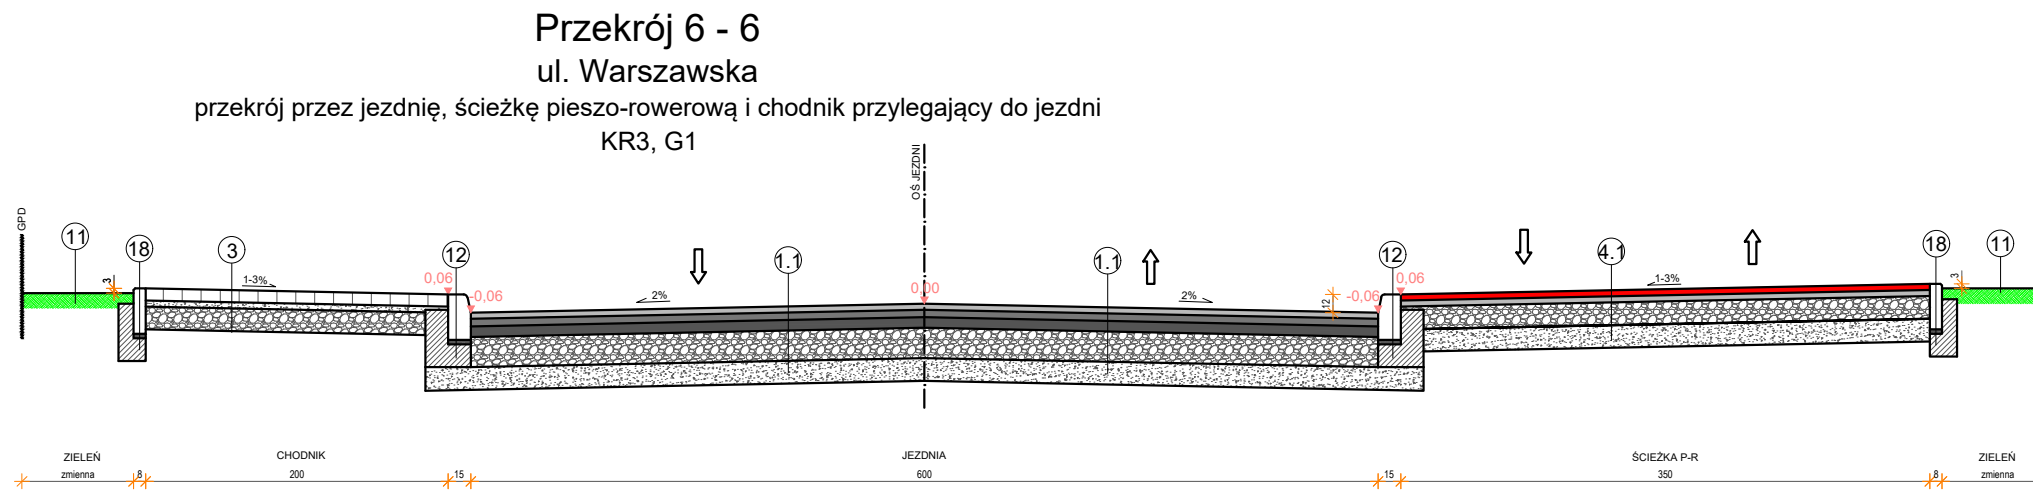 Przekrój 6 - 6
ul. Warszawska
przekrój przez jezdnię, ścieżkę pieszo-rowerową i chodnik przylegający do jezdni
KR3, G1
OŚ JEZDNI
GPD
11
18
3
12
1.1
1.1
12
4.1
18
11
3
1-3%
0,06
-0,06
2%
0,00
2%
12
-0,06
0,06
1-3%
3
ZIELEŃ
CHODNIK
JEZDNIA
ŚCIEŻKA P-R
ZIELEŃ
zmienna
8
200
15
600
15
350
8
zmienna